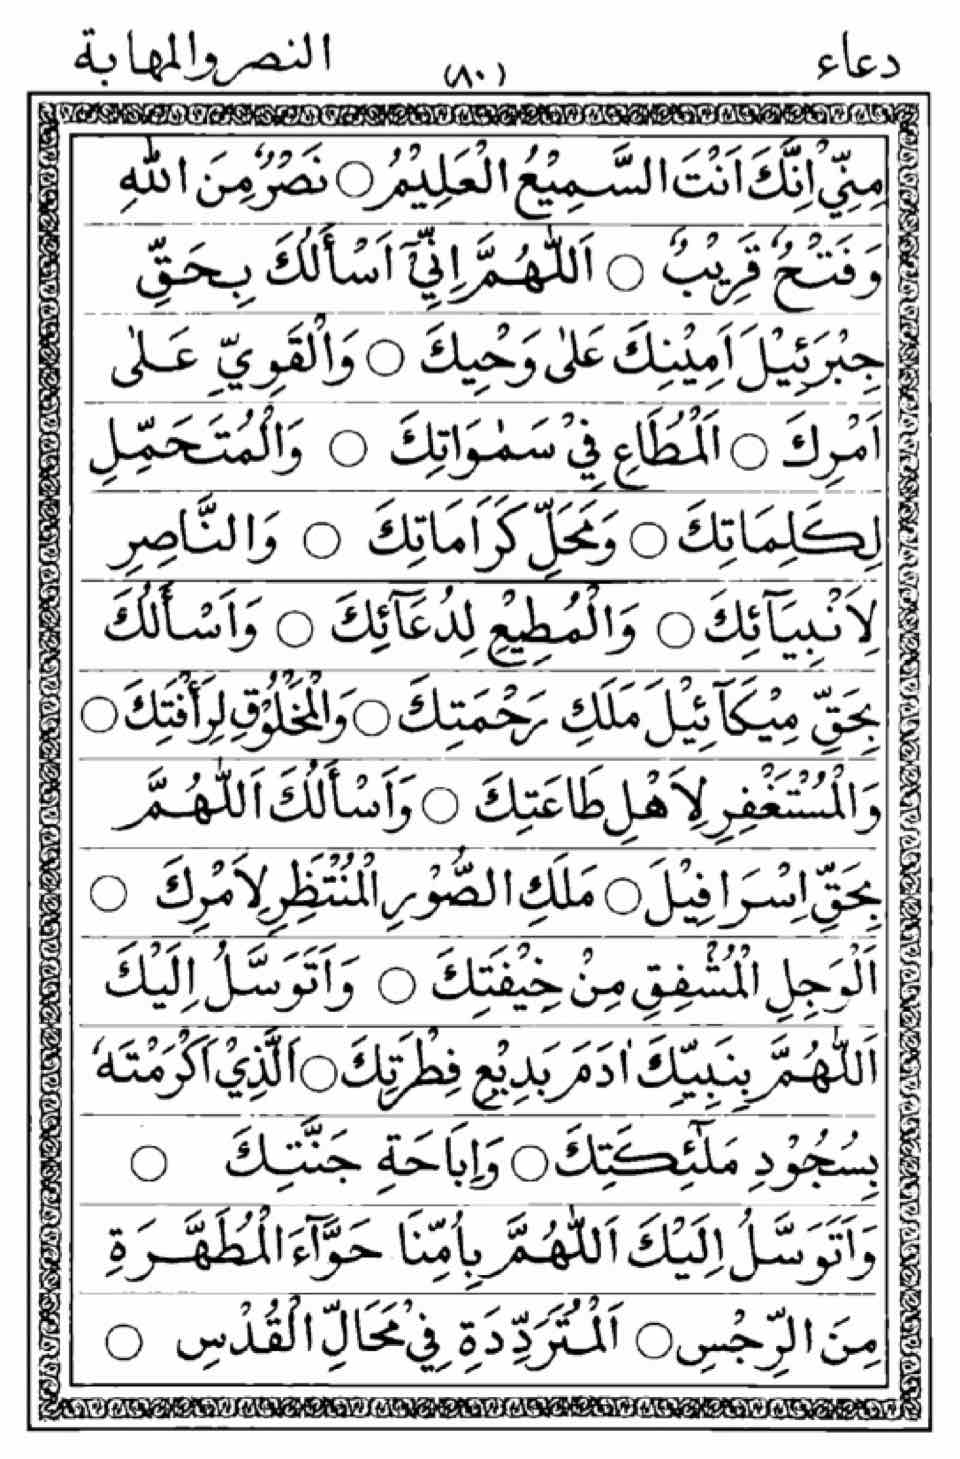 دعاء (٨٠) النصر والمهابة
مِنِّيْ اِنَّكَ اَنْتَ السَّمِيْعُ الْعَلِيْمُ ○ نَصْرٌ مِنَ اللهِ
وَفَتْحٌ قَرِيْبٌ ○ اَللّٰهُمَّ اِنِّيْٓ اَسْأَلُكَ بِحَقِّ
جِبْرَئِيْلَ اَمِيْنِكَ عَلٰى وَحْيِكَ ○ وَالْقَوِيِّ عَلٰى
اَمْرِكَ ○ اَلْمُطَاعِ فِيْ سَمٰوَاتِكَ ○ وَالْمُتَحَمِّلِ
لِكَلِمَاتِكَ ○ وَمَحَلِّ كَرَامَاتِكَ ○ وَالنَّاصِرِ
لِاَنْبِيَآئِكَ ○ وَالْمُطِيْعِ لِدُعَآئِكَ ○ وَاَسْأَلُكَ
بِحَقِّ مِيْكَآئِيْلَ مَلَكِ رَحْمَتِكَ ○ وَالْمَخْلُوْقِ لِرَأْفَتِكَ ○
وَالْمُسْتَغْفِرِ لِاَهْلِ طَاعَتِكَ ○ وَاَسْأَلُكَ اَللّٰهُمَّ
بِحَقِّ اِسْرَافِيْلَ ○ مَلَكِ الصُّوْرِ الْمُنْتَظِرِ لِاَمْرِكَ ○
اَلْوَجِلِ الْمُشْفِقِ مِنْ خِيْفَتِكَ ○ وَاَتَوَسَّلُ اِلَيْكَ
اَللّٰهُمَّ بِنَبِيِّكَ اٰدَمَ بَدِيْعِ فِطْرَتِكَ ○ اَلَّذِيْ اَكْرَمْتَهٗ
بِسُجُوْدِ مَلٰٓئِكَتِكَ ○ وَاِبَاحَةِ جَنَّتِكَ ○
وَاَتَوَسَّلُ اِلَيْكَ اَللّٰهُمَّ بِاُمِّنَا حَوَّآءَ الْمُطَهَّرَةِ
مِنَ الرِّجْسِ ○ اَلْمُتَرَدِّدَةِ فِيْ مَحَالِّ الْقُدْسِ ○